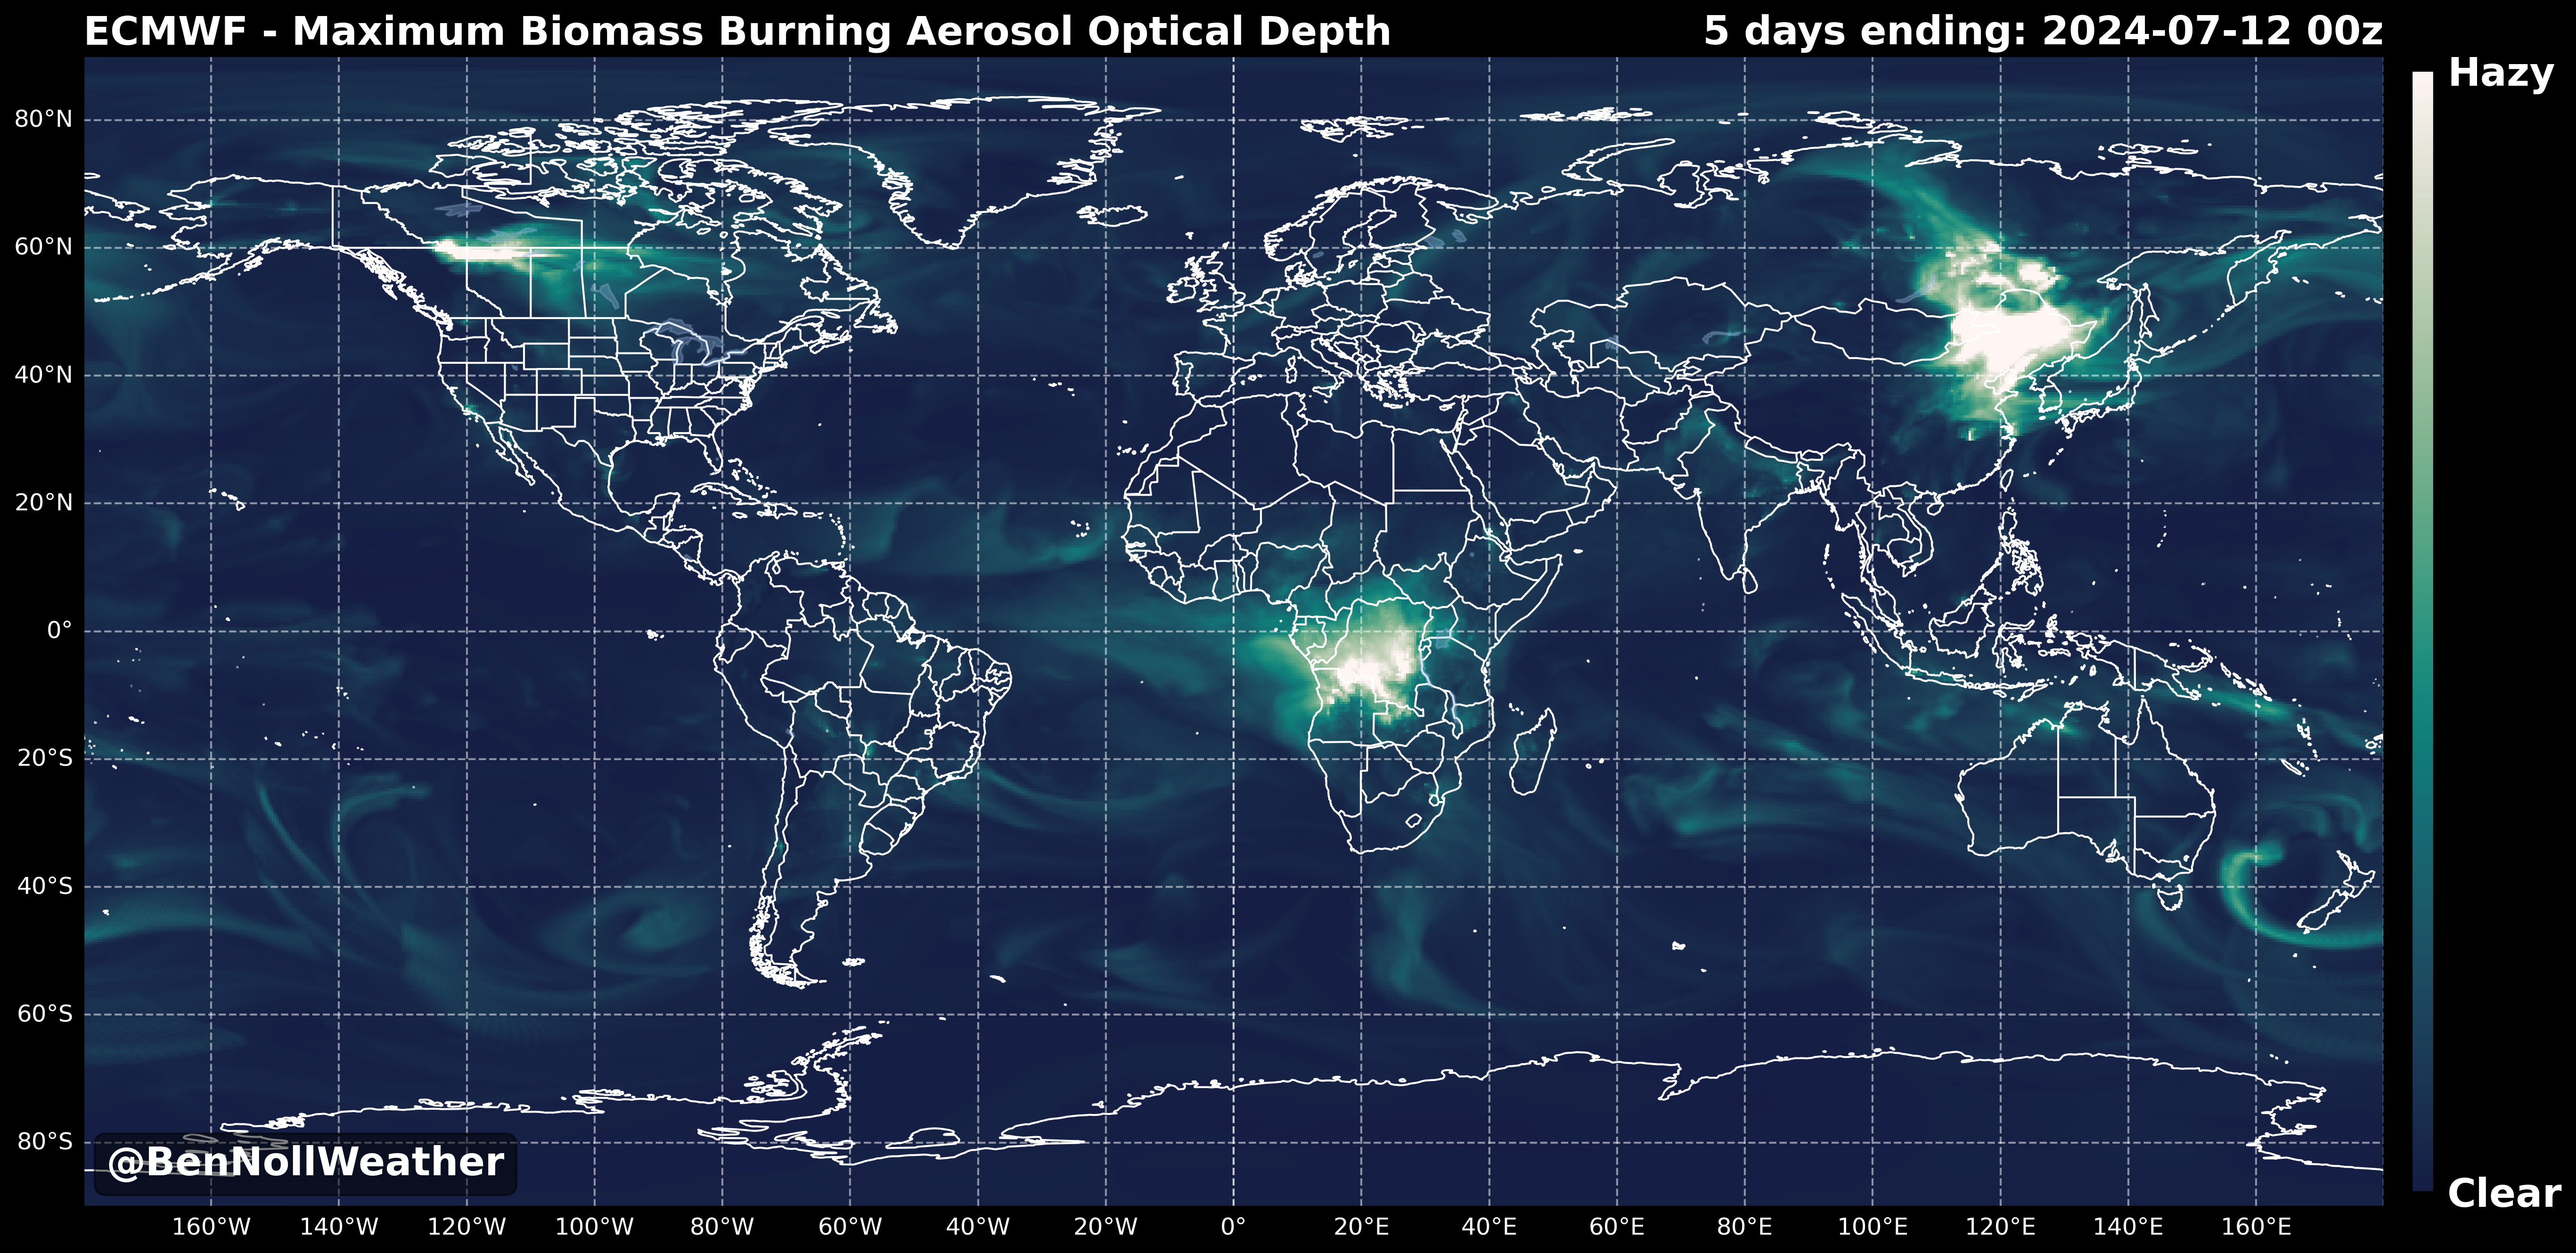 ECMWF - Maximum Biomass Burning Aerosol Optical Depth
5 days ending: 2024-07-12 00z
Hazy
80°N
60°N
40°N
20°N
0°
20°S
40°S
60°S
80°S
@BenNollWeather
Clear
160°W 140°W 120°W 100°W 80°W 60°W 40°W 20°W 0° 20°E 40°E 60°E 80°E 100°E 120°E 140°E 160°E